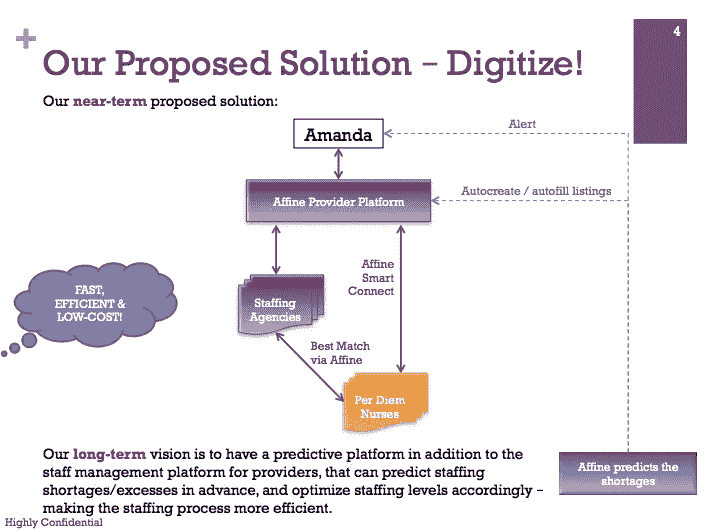 4
+
Our Proposed Solution – Digitize!
Our near-term proposed solution:
Alert
Amanda
Autocreate / autofill listings
Affine Provider Platform
Affine
Smart
Connect
FAST,
EFFICIENT &
LOW-COST!
Staffing
Agencies
Best Match
via Affine
Per Diem
Nurses
Our long-term vision is to have a predictive platform in addition to the
staff management platform for providers, that can predict staffing
shortages/excesses in advance, and optimize staffing levels accordingly –
making the staffing process more efficient.
Affine predicts the
shortages
Highly Confidential